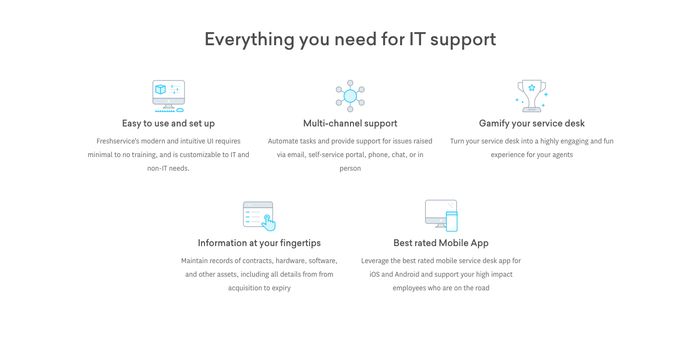 Everything you need for IT support
Easy to use and set up
Freshservice's modern and intuitive UI requires
minimal to no training, and is customizable to IT and
non-IT needs.
Multi-channel support
Automate tasks and provide support for issues raised
via email, self-service portal, phone, chat, or in
person
Gamify your service desk
Turn your service desk into a highly engaging and fun
experience for your agents
Information at your fingertips
Maintain records of contracts, hardware, software,
and other assets, including all details from from
acquisition to expiry
Best rated Mobile App
Leverage the best rated mobile service desk app for
iOS and Android and support your high impact
employees who are on the road